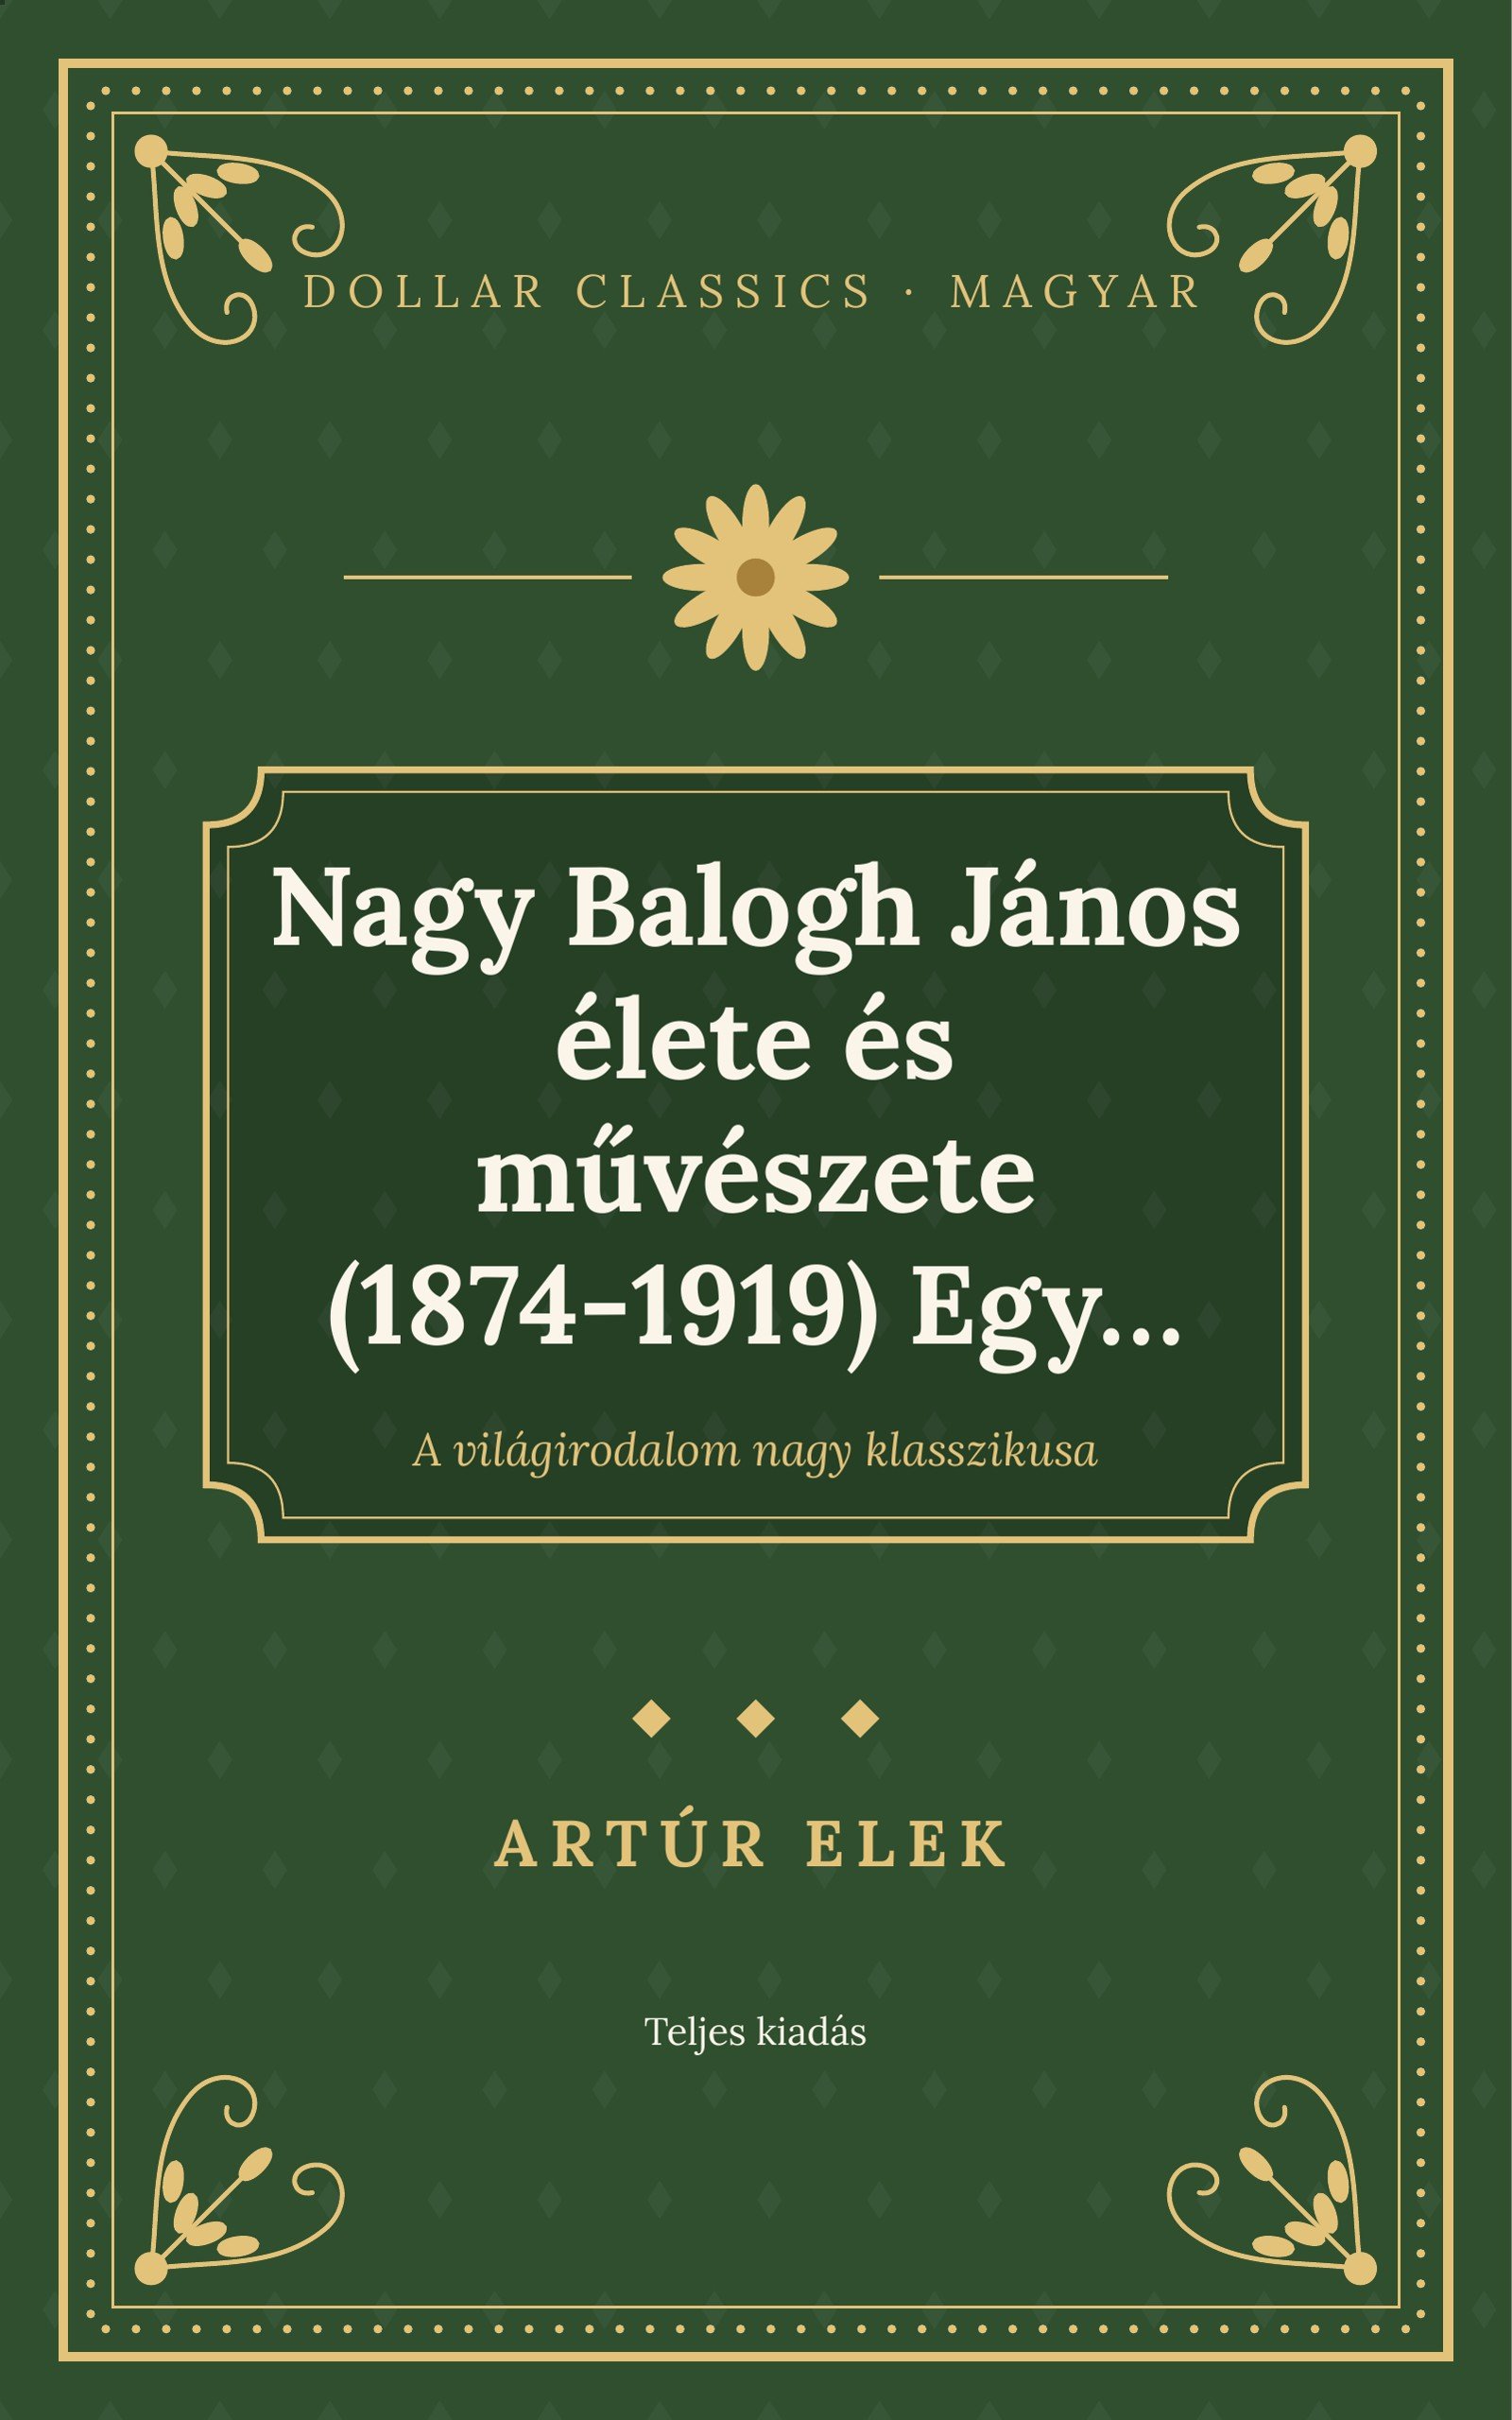 DOLLAR CLASSICS · MAGYAR
Nagy Balogh János
élete és
művészete
(1874-1919) Egy...
A világirodalom nagy klasszikusa
ARTÚR ELEK
Teljes kiadás